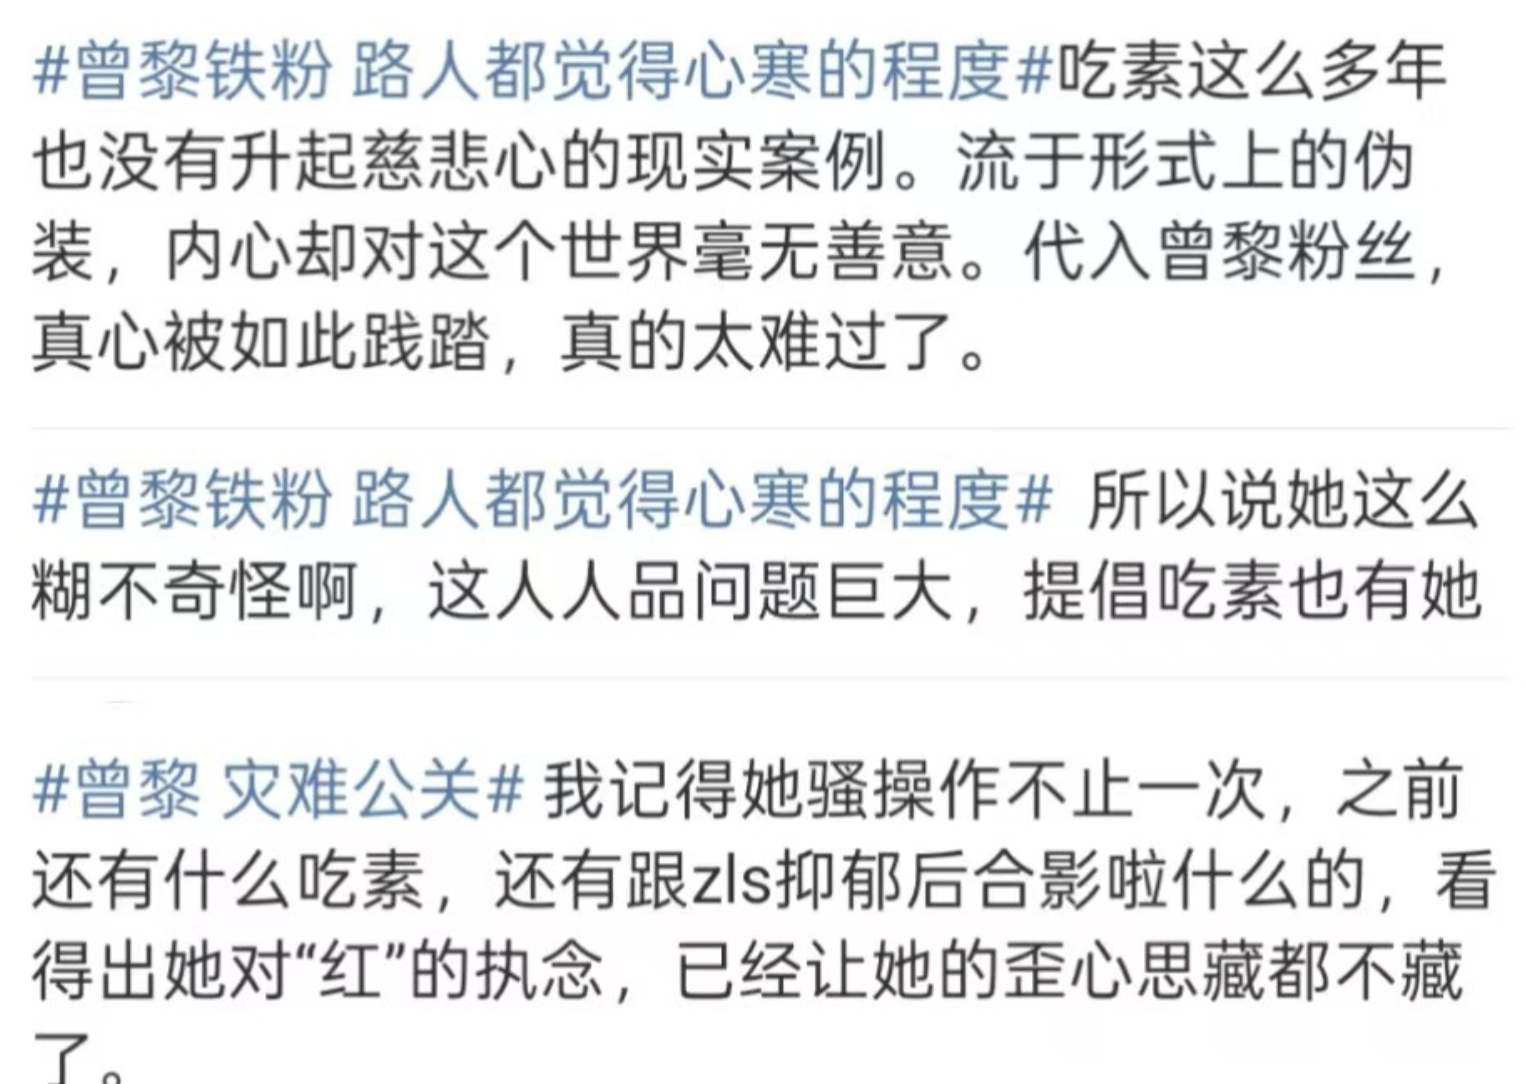 #曾黎铁粉 路人都觉得心寒的程度#吃素这么多年
也没有升起慈悲心的现实案例。流于形式上的伪
装，内心却对这个世界毫无善意。代入曾黎粉丝，
真心被如此践踏，真的太难过了。
#曾黎铁粉 路人都觉得心寒的程度# 所以说她这么
糊不奇怪啊，这人人品问题巨大，提倡吃素也有她
#曾黎 灾难公关# 我记得她骚操作不止一次，之前
还有什么吃素，还有跟zls抑郁后合影啦什么的，看
得出她对“红”的执念，已经让她的歪心思藏都不藏
了。